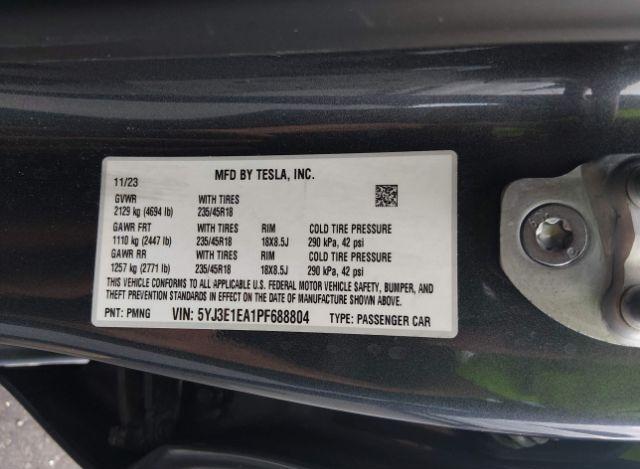 MFD BY TESLA, INC.
11/23
GVWR WITH TIRES
2129 kg (4694 lb) 235/45R18
GAWR FRT WITH TIRES RIM COLD TIRE PRESSURE
1110 kg (2447 lb) 235/45R18 18X8.5J 290 kPa, 42 psi
GAWR RR WITH TIRES RIM COLD TIRE PRESSURE
1257 kg (2771 lb) 235/45R18 18X8.5J 290 kPa, 42 psi
THIS VEHICLE CONFORMS TO ALL APPLICABLE U.S. FEDERAL MOTOR VEHICLE SAFETY, BUMPER, AND
THEFT PREVENTION STANDARDS IN EFFECT ON THE DATE OF MANUFACTURE SHOWN ABOVE.
PNT: PMNG VIN: 5YJ3E1EA1PF688804 TYPE: PASSENGER CAR